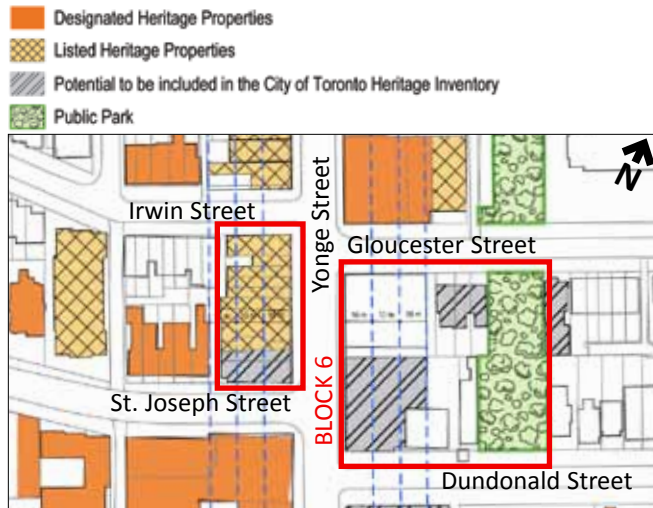 Designated Heritage Properties
Listed Heritage Properties
Potential to be included in the City of Toronto Heritage Inventory
Public Park
N
Irwin Street
Yonge Street
Gloucester Street
BLOCK 6
St. Joseph Street
Dundonald Street